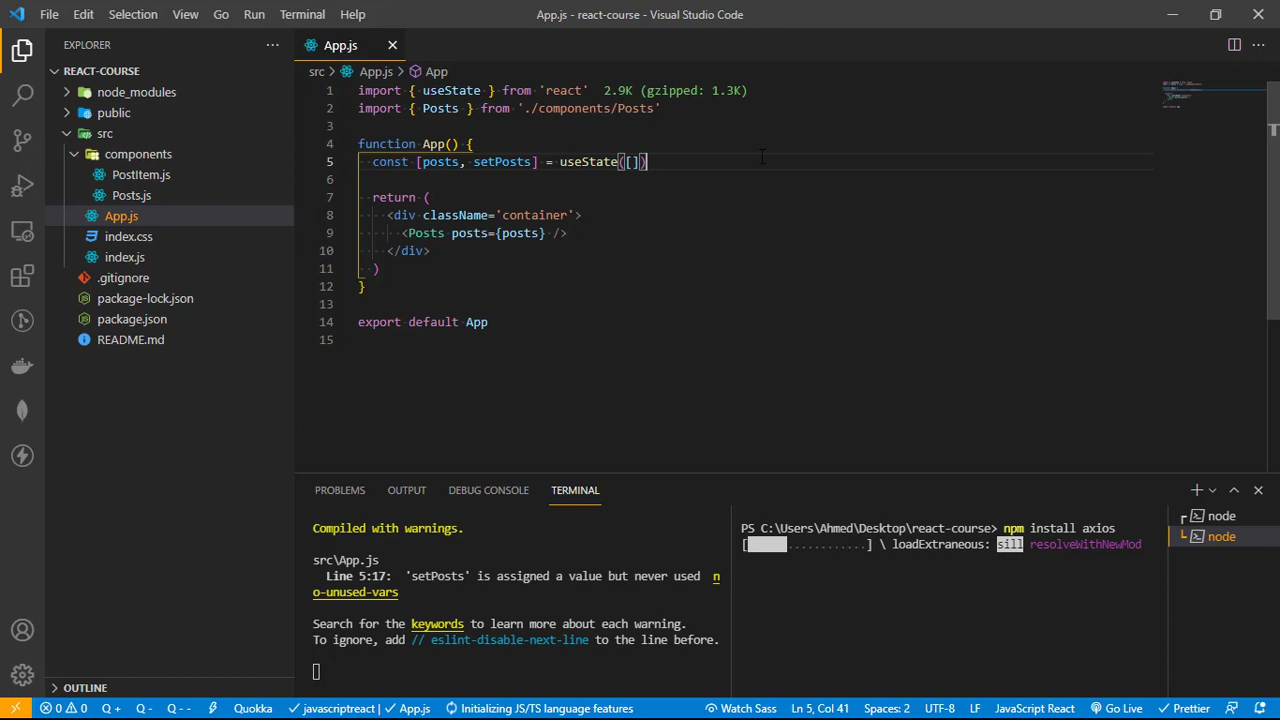 File Edit Selection View Go Run Terminal Help
App.js - react-course - Visual Studio Code
EXPLORER
REACT-COURSE
node_modules
public
src
components
PostItem.js
Posts.js
App.js
index.css
index.js
.gitignore
package-lock.json
package.json
README.md
OUTLINE
App.js
src > App.js > App
1 import { useState } from 'react' 2.9K (gzipped: 1.3K)
2 import { Posts } from './components/Posts'
3
4 function App() {
5 const [posts, setPosts] = useState([])
6
7 return (
8 <div className='container'>
9 <Posts posts={posts} />
10 </div>
11 )
12 }
13
14 export default App
15
PROBLEMS OUTPUT DEBUG CONSOLE TERMINAL
Compiled with warnings.
src\App.js
Line 5:17: 'setPosts' is assigned a value but never used n
o-unused-vars
Search for the keywords to learn more about each warning.
To ignore, add // eslint-disable-next-line to the line before.
PS C:\Users\Ahmed\Desktop\react-course> npm install axios
[ ............] \ loadExtraneous: sill resolveWithNewMod
node
node
0 0 Q + Q - Q - - Quokka javascriptreact App.js Initializing JS/TS language features Watch Sass Ln 5, Col 41 Spaces: 2 UTF-8 LF JavaScript React Go Live Prettier